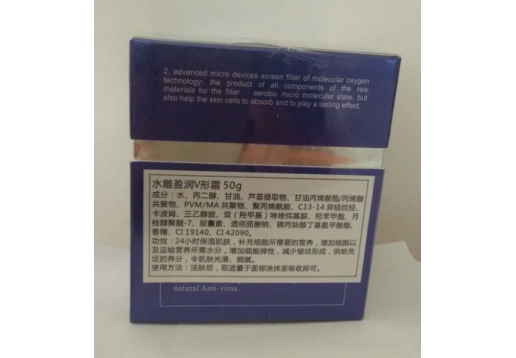 2, advanced micro devices screen filter of molecular oxygen
technology: the product of all components of the raw
materials for the filter aerobic micro molecular state, but
also help the skin cells to absorb and to play a lasting effect.
水雕盈润V形霜 50g
成分：水、丙二醇、甘油、芦荟提取物、甘油丙烯酸酯/丙烯酸
共聚物、PVM/MA 共聚物、聚丙烯酰胺、C13-14 异链烷烃、
卡波姆、三乙醇胺、双（羟甲基）咪唑烷基脲、羟苯甲酯、月
桂醇聚醚-7、尿囊素、透明质酸钠、碘丙炔醇丁基氨甲酸酯、
香精、CI 19140、CI 42090。
功效：24小时保湿肌肤，补充细胞所需要的营养，增加细胞以
及运输营养所需水分，增加细胞弹性，减少皱纹形成，供给充
足的养分，令肌肤光滑、细腻。
使用方法：洁肤后，取适量于面部涂抹至吸收即可。
natural Anti-virus.